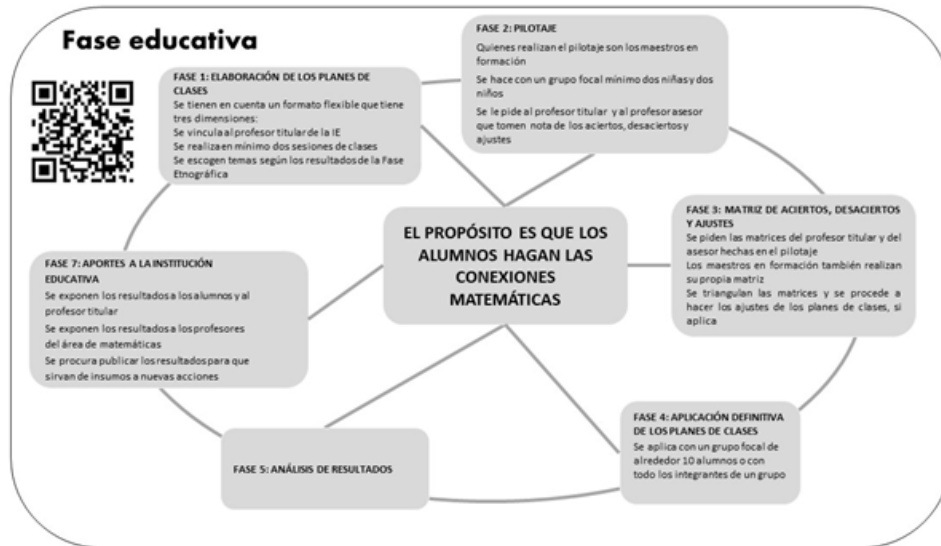 Fase educativa
FASE 1: ELABORACIÓN DE LOS PLANES DE
CLASES
Se tienen en cuenta un formato flexible que tiene
tres dimensiones:
Se vincula al profesor titular de la IE
Se realiza en mínimo dos sesiones de clases
Se escogen temas según los resultados de la Fase
Etnográfica
FASE 2: PILOTAJE
Quienes realizan el pilotaje son los maestros en
formación
Se hace con un grupo focal mínimo dos niñas y dos
niños
Se le pide al profesor titular y al profesor asesor
que tomen nota de los aciertos, desaciertos y
ajustes
FASE 3: MATRIZ DE ACIERTOS, DESACIERTOS
Y AJUSTES
Se piden las matrices del profesor titular y del
asesor hechas en el pilotaje
Los maestros en formación también realizan
su propia matriz
Se triangulan las matrices y se procede a
hacer los ajustes de los planes de clases, si
aplica
EL PROPÓSITO ES QUE LOS
ALUMNOS HAGAN LAS
CONEXIONES
MATEMÁTICAS
FASE 4: APLICACIÓN DEFINITIVA
DE LOS PLANES DE CLASES
Se aplica con un grupo focal de
alrededor 10 alumnos o con
todo los integrantes de un grupo
FASE 5: ANÁLISIS DE RESULTADOS
FASE 7: APORTES A LA INSTITUCIÓN
EDUCATIVA
Se exponen los resultados a los alumnos y al
profesor titular
Se exponen los resultados a los profesores
del área de matemáticas
Se procura publicar los resultados para que
sirvan de insumos a nuevas acciones